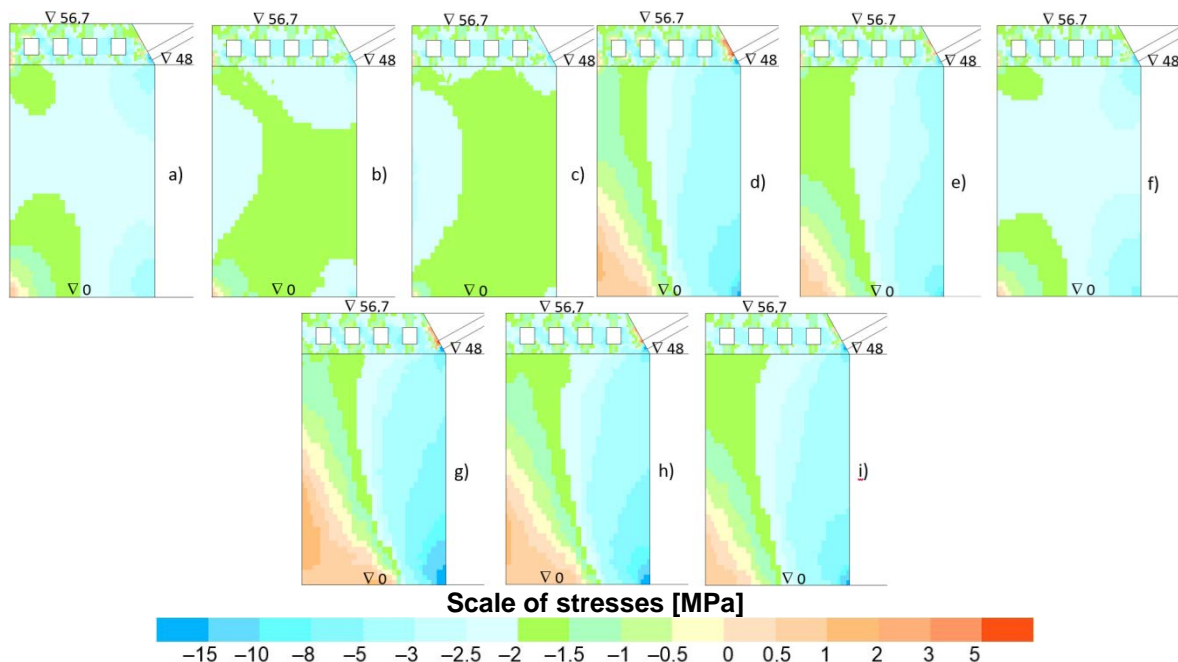 ∇ 56.7 ∇ 56.7 ∇ 56.7 ∇ 56.7 ∇ 56.7 ∇ 56.7
∇ 48 ∇ 48 ∇ 48 ∇ 48 ∇ 48 ∇ 48
a) b) c) d) e) f)
∇ 0 ∇ 0 ∇ 0 ∇ 0 ∇ 0 ∇ 0
∇ 56.7 ∇ 56.7 ∇ 56.7
∇ 48 ∇ 48 ∇ 48
g) h) i)
∇ 0 ∇ 0 ∇ 0
Scale of stresses [MPa]
–15 –10 –8 –5 –3 –2.5 –2 –1.5 –1 –0.5 0 0.5 1 2 3 5